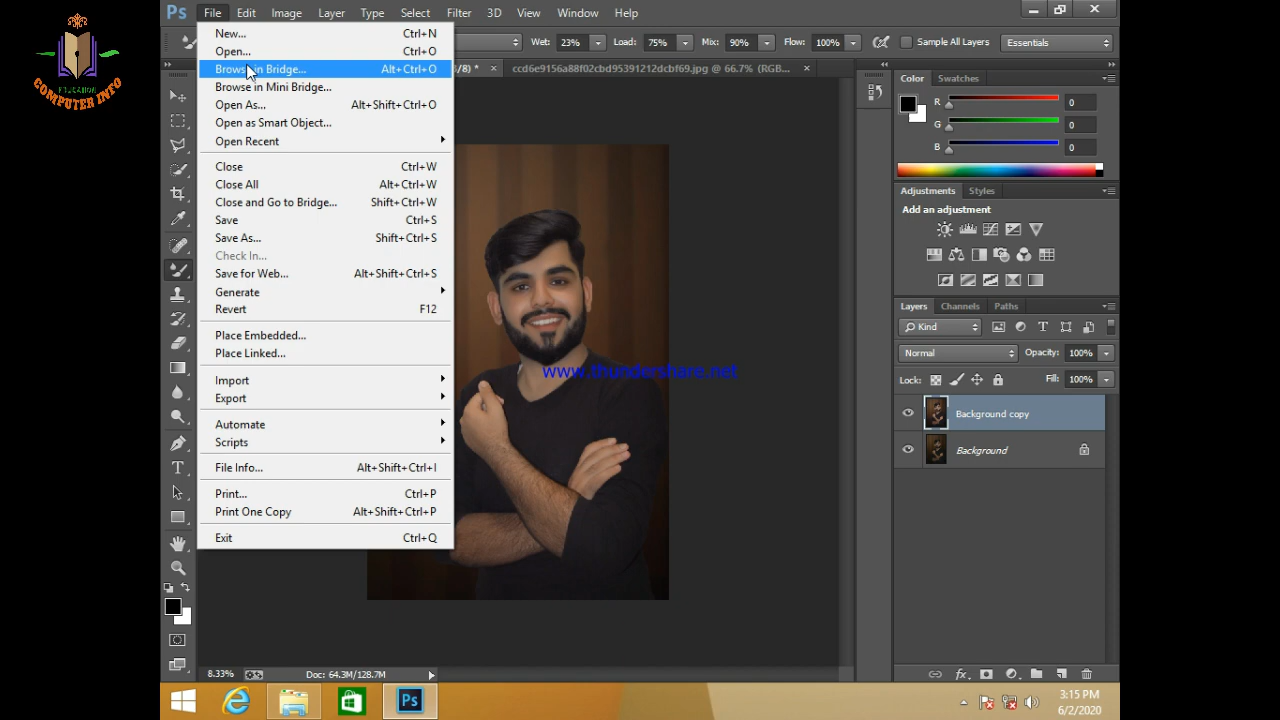 Ps File Edit Image Layer Type Select Filter 3D View Window Help
Wet: 23% Load: 75% Mix: 90% Flow: 100% Sample All Layers Essentials
/8) * × ccd6e9156a88f02cbd95391212dcbf69.jpg @ 66.7% (RGB... ×
EDUCATION
COMPUTER INFO
New... Ctrl+N
Open... Ctrl+O
Browse in Bridge... Alt+Ctrl+O
Browse in Mini Bridge...
Open As... Alt+Shift+Ctrl+O
Open as Smart Object...
Open Recent
Close Ctrl+W
Close All Alt+Ctrl+W
Close and Go to Bridge... Shift+Ctrl+W
Save Ctrl+S
Save As... Shift+Ctrl+S
Check In...
Save for Web... Alt+Shift+Ctrl+S
Generate
Revert F12
Place Embedded...
Place Linked...
Import
Export
Automate
Scripts
File Info... Alt+Shift+Ctrl+I
Print... Ctrl+P
Print One Copy Alt+Shift+Ctrl+P
Exit Ctrl+Q
www.thundershare.net
Color Swatches
R 0
G 0
B 0
Adjustments Styles
Add an adjustment
Layers Channels Paths
Kind
Normal Opacity: 100%
Lock: Fill: 100%
Background copy
Background
8.33% Doc: 64.3M/128.7M
Ps
3:15 PM
6/2/2020